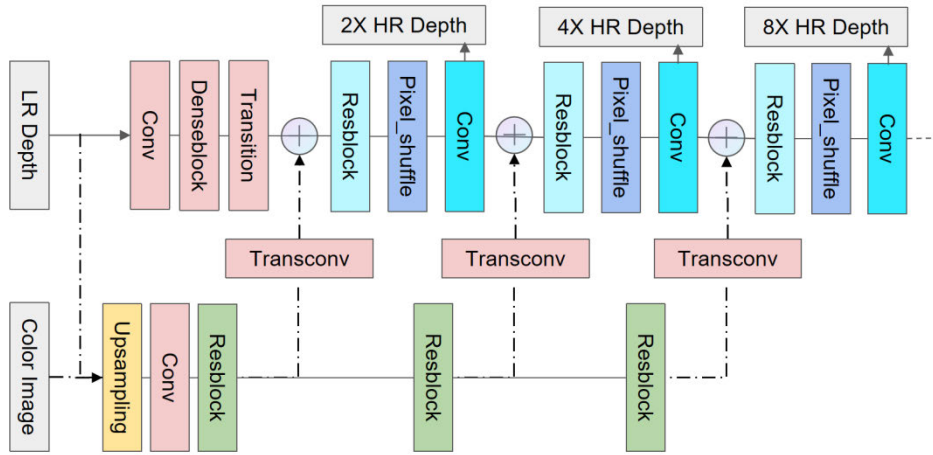 2X HR Depth
4X HR Depth
8X HR Depth
LR Depth
Conv
Denseblock
Transition
Resblock
Pixel_shuffle
Conv
Resblock
Pixel_shuffle
Conv
Resblock
Pixel_shuffle
Conv
Transconv
Transconv
Transconv
Color Image
Upsampling
Conv
Resblock
Resblock
Resblock